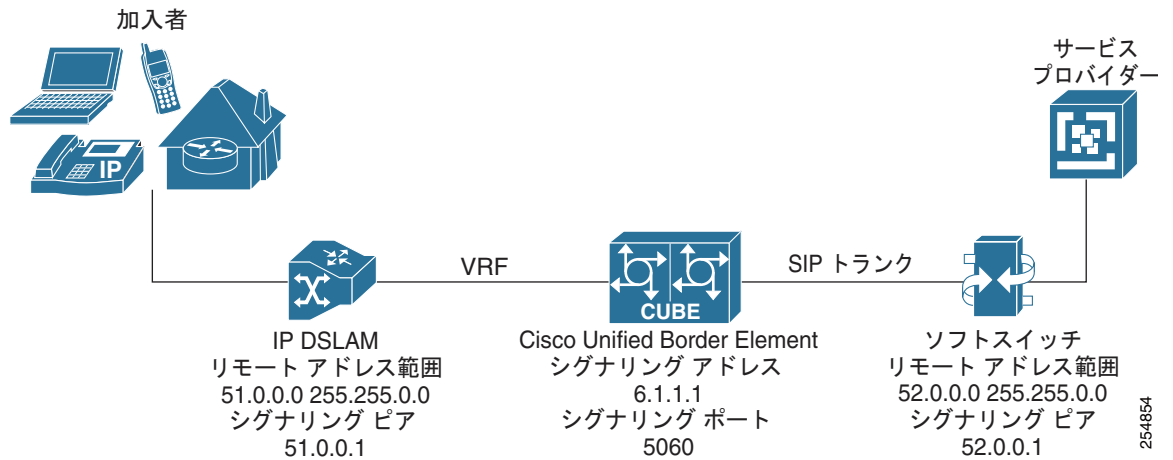 加入者
サービス
プロバイダー
IP
VRF
SIP トランク
CUBE
IP DSLAM
リモート アドレス範囲
51.0.0.0 255.255.0.0
シグナリング ピア
51.0.0.1
Cisco Unified Border Element
シグナリング アドレス
6.1.1.1
シグナリング ポート
5060
ソフトスイッチ
リモート アドレス範囲
52.0.0.0 255.255.0.0
シグナリング ピア
52.0.0.1
254854